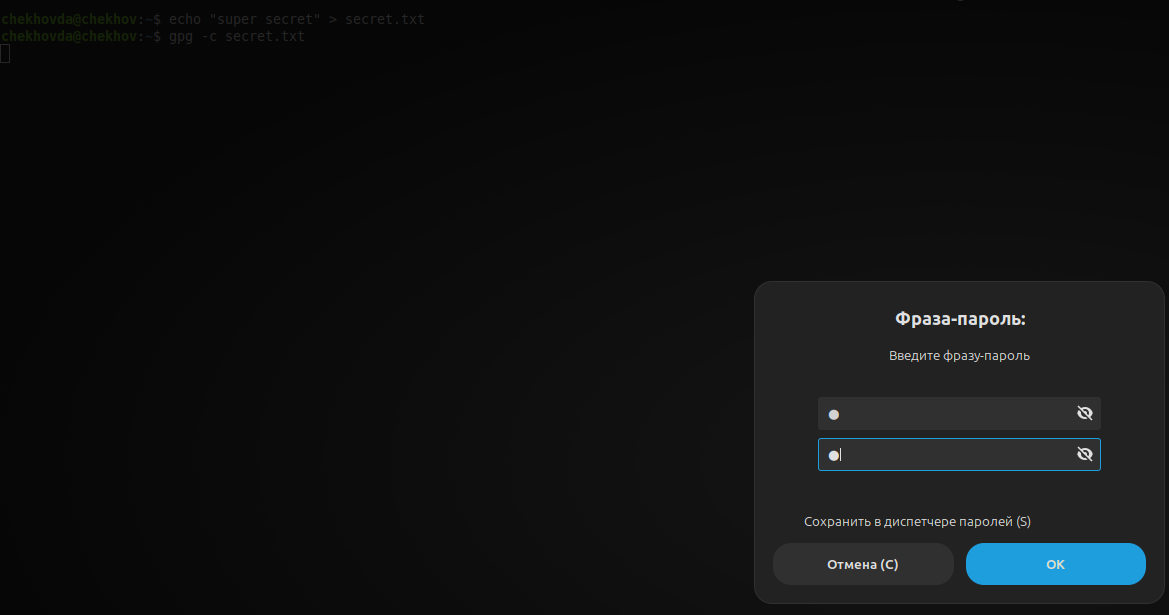 chekhovda@chekhov:~$ echo "super secret" > secret.txt
chekhovda@chekhov:~$ gpg -c secret.txt
Фраза-пароль:
Введите фразу-пароль
Сохранить в диспетчере паролей (S)
Отмена (C)
OK